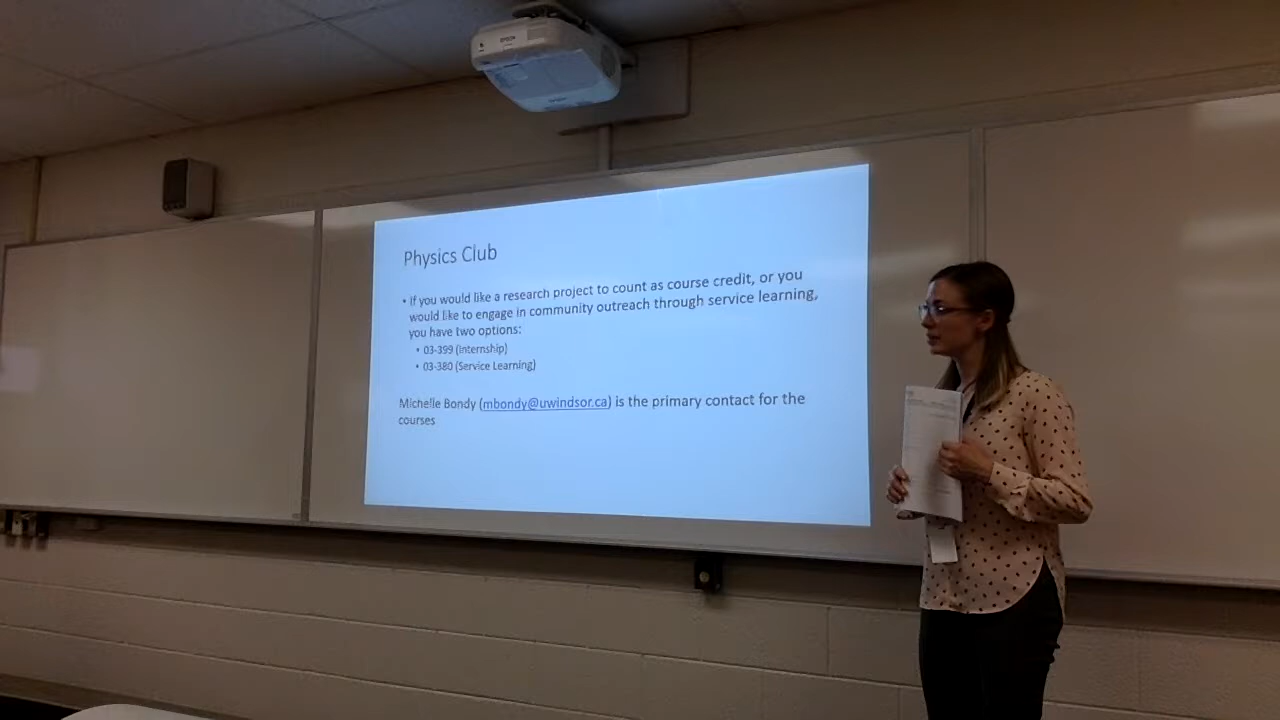 EPSON
Physics Club
• If you would like a research project to count as course credit, or you
would like to engage in community outreach through service learning,
you have two options:
• 03-399 (Internship)
• 03-380 (Service Learning)
Michelle Bondy (mbondy@uwindsor.ca) is the primary contact for the
courses